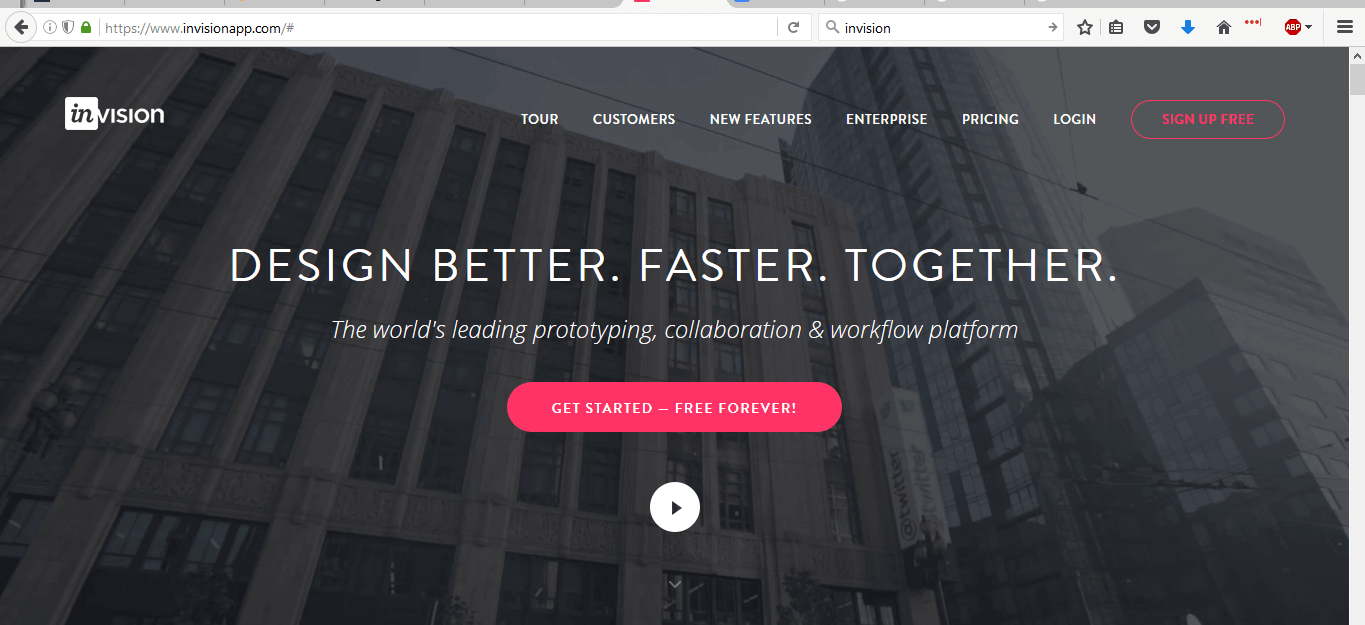 https://www.invisionapp.com/#
invision
ABP
invision
TOUR
CUSTOMERS
NEW FEATURES
ENTERPRISE
PRICING
LOGIN
SIGN UP FREE
DESIGN BETTER. FASTER. TOGETHER.
The world's leading prototyping, collaboration & workflow platform
GET STARTED — FREE FOREVER!
@twitter
@twitter